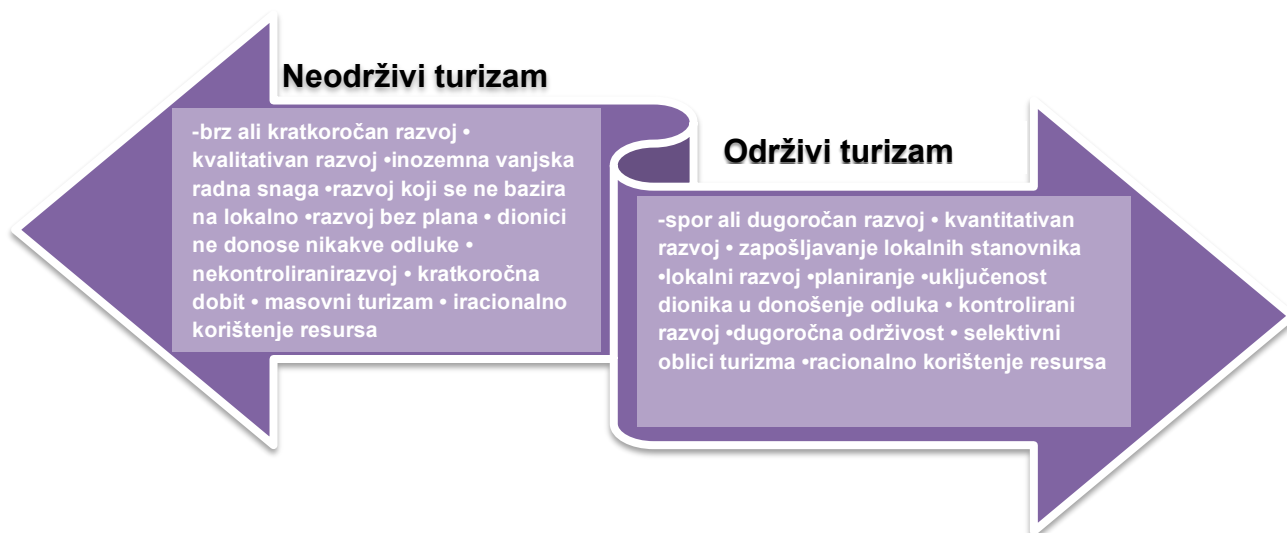 Neodrživi turizam
-brz ali kratkoročan razvoj •
kvalitativan razvoj •inozemna vanjska
radna snaga •razvoj koji se ne bazira
na lokalno •razvoj bez plana • dionici
ne donose nikakve odluke •
nekontroliranirazvoj • kratkoročna
dobit • masovni turizam • iracionalno
korištenje resursa
Održivi turizam
-spor ali dugoročan razvoj • kvantitativan
razvoj • zapošljavanje lokalnih stanovnika
•lokalni razvoj •planiranje •uključenost
dionika u donošenje odluka • kontrolirani
razvoj •dugoročna održivost • selektivni
oblici turizma •racionalno korištenje resursa